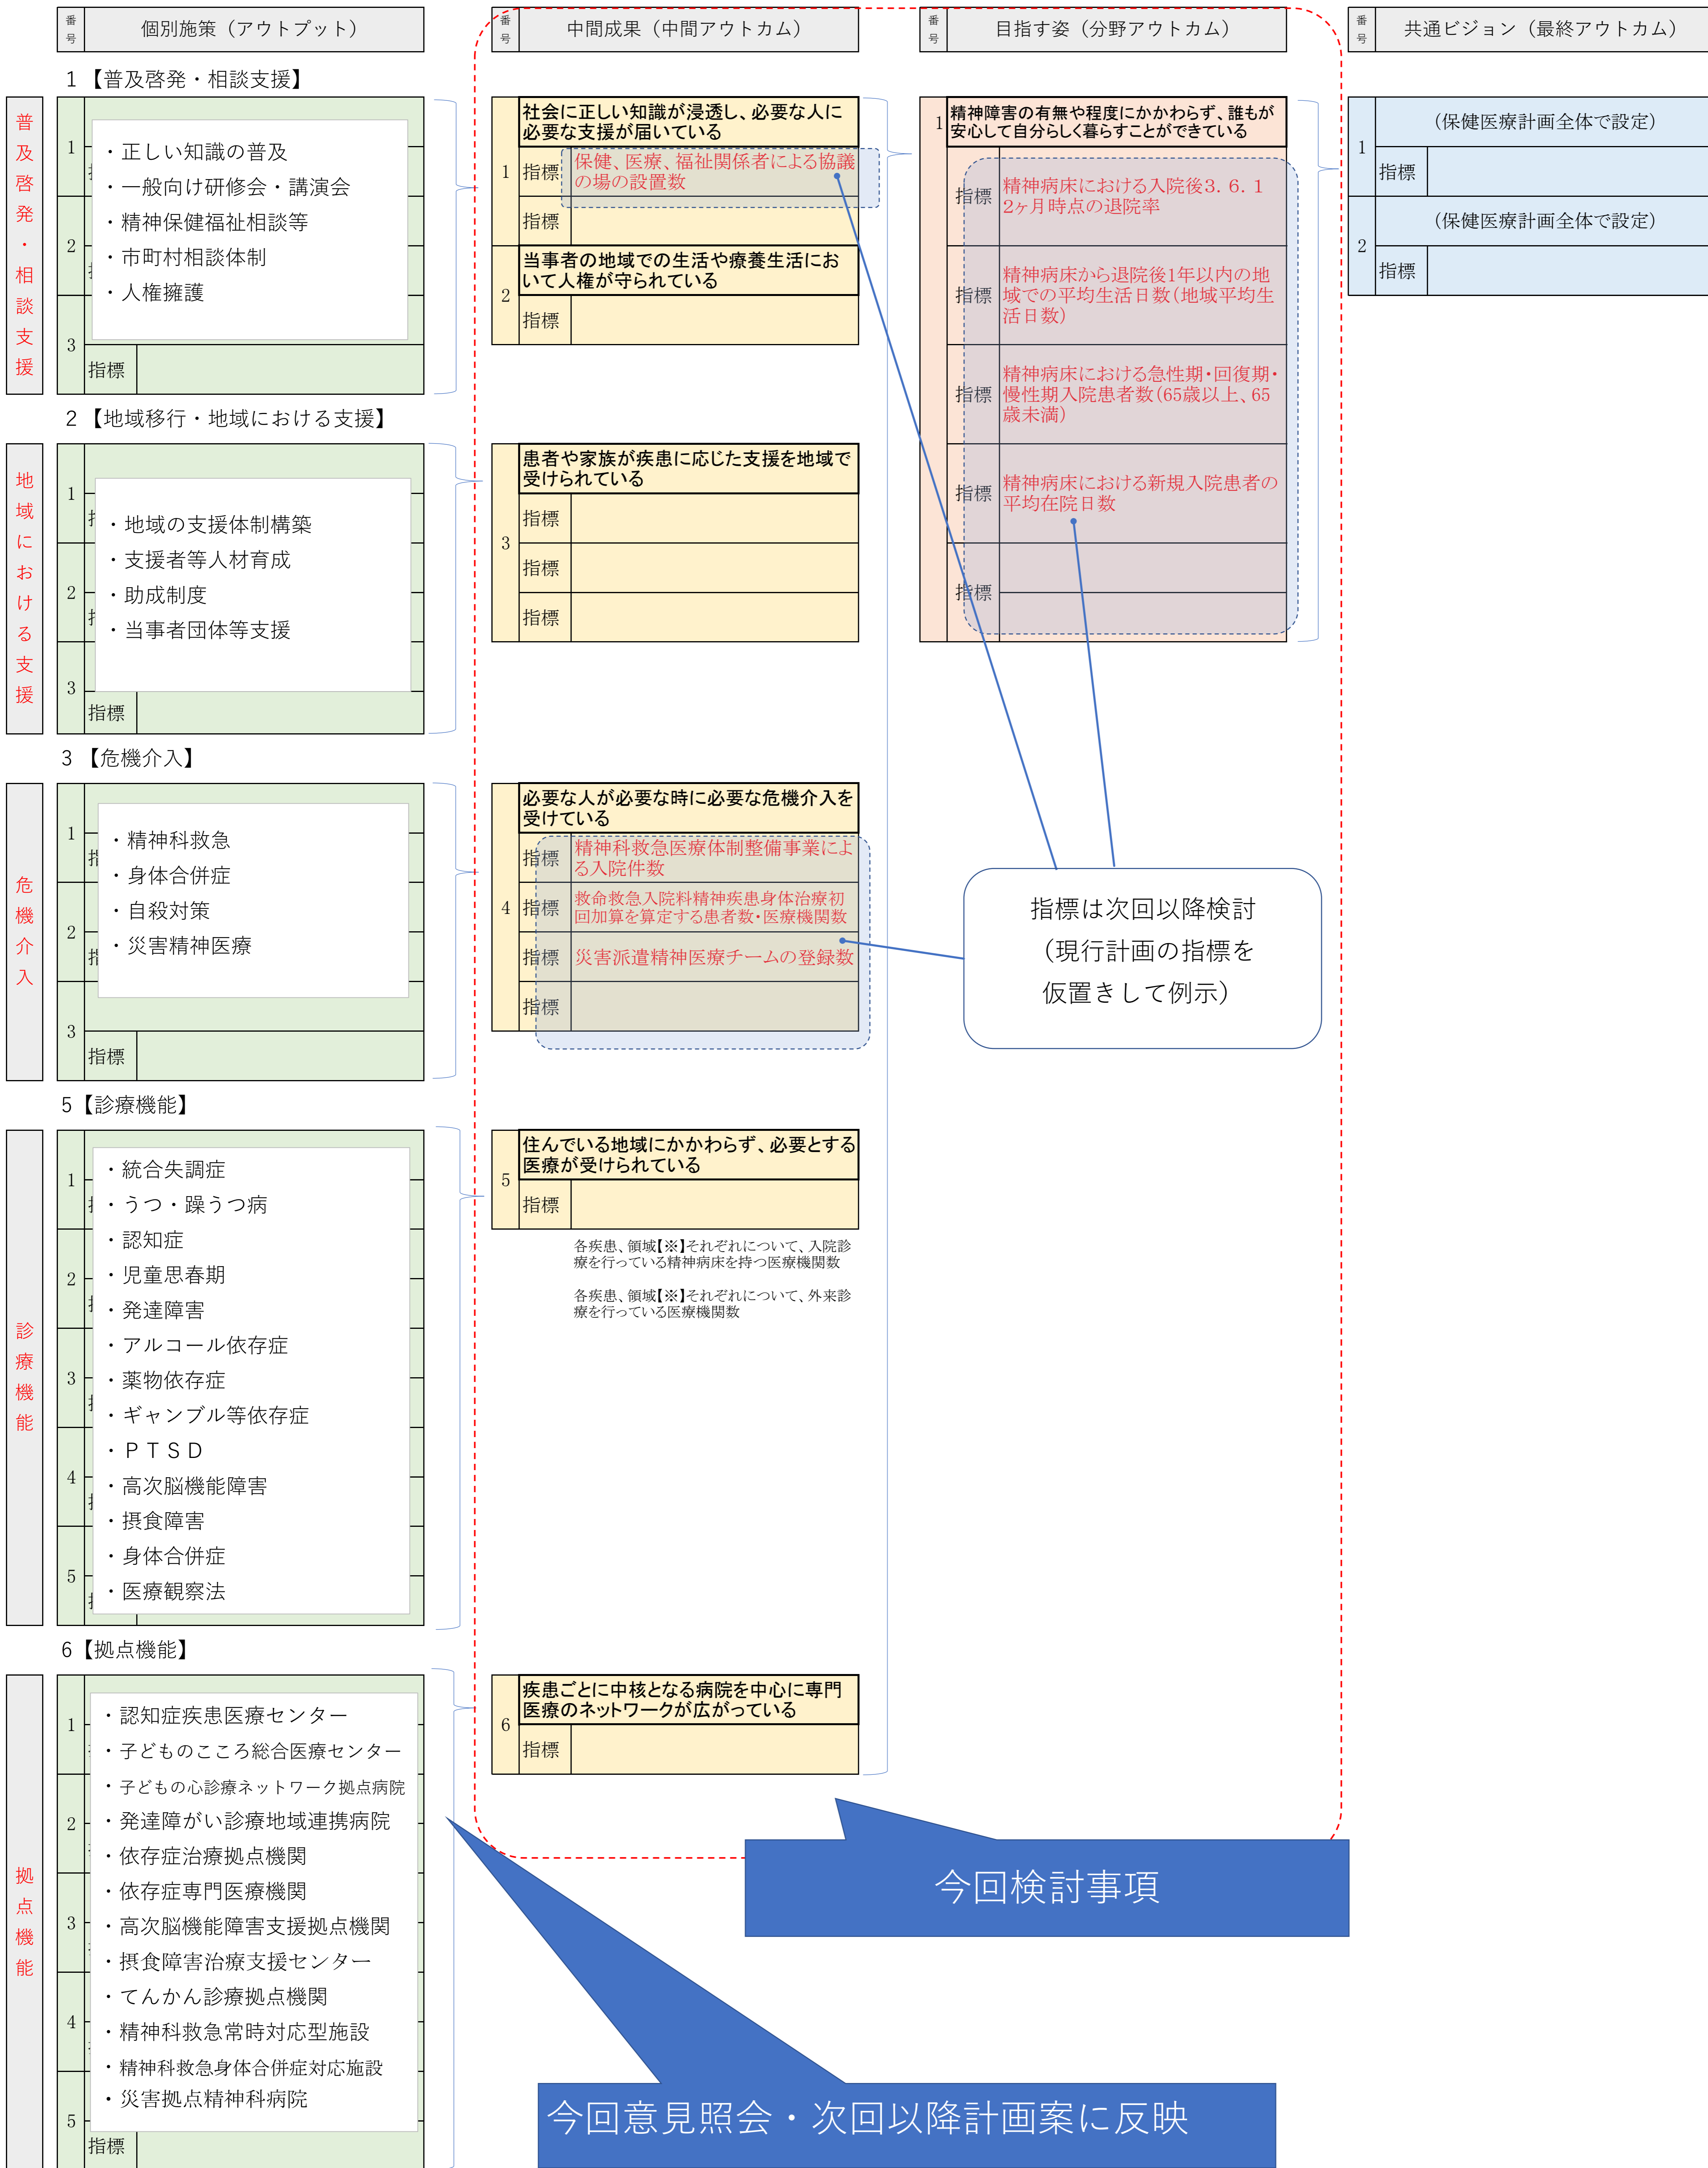 番号
個別施策（アウトプット）
番号
中間成果（中間アウトカム）
番号
目指す姿（分野アウトカム）
番号
共通ビジョン（最終アウトカム）
1 【普及啓発・相談支援】
普及啓発・相談支援
1
・正しい知識の普及
・一般向け研修会・講演会
・精神保健福祉相談等
2
・市町村相談体制
・人権擁護
3
指標
社会に正しい知識が浸透し、必要な人に
必要な支援が届いている
1
指標
保健、医療、福祉関係者による協議
の場の設置数
指標
当事者の地域での生活や療養生活にお
いて人権が守られている
2
指標
1
精神障害の有無や程度にかかわらず、誰もが
安心して自分らしく暮らすことができている
指標
精神病床における入院後3．6．1
2ヶ月時点の退院率
指標
精神病床から退院後1年以内の地
域での平均生活日数（地域平均生
活日数）
指標
精神病床における急性期・回復期・
慢性期入院患者数（65歳以上、65
歳未満）
指標
精神病床における新規入院患者の
平均在院日数
指標
1
（保健医療計画全体で設定）
指標
2
（保健医療計画全体で設定）
指標
2 【地域移行・地域における支援】
地域における支援
1
・地域の支援体制構築
・支援者等人材育成
2
・助成制度
・当事者団体等支援
3
指標
患者や家族が疾患に応じた支援を地域で
受けられている
3
指標
指標
指標
3 【危機介入】
危機介入
1
・精神科救急
・身体合併症
・自殺対策
2
・災害精神医療
3
指標
必要な人が必要な時に必要な危機介入を
受けている
4
指標
精神科救急医療体制整備事業によ
る入院件数
指標
救命救急入院料精神疾患身体治療初
回加算を算定する患者数・医療機関数
指標
災害派遣精神医療チームの登録数
指標
指標は次回以降検討
（現行計画の指標を
仮置きして例示）
5【診療機能】
診療機能
1
・統合失調症
・うつ・躁うつ病
・認知症
2
・児童思春期
・発達障害
・アルコール依存症
3
・薬物依存症
・ギャンブル等依存症
・ＰＴＳＤ
4
・高次脳機能障害
・摂食障害
・身体合併症
5
・医療観察法
住んでいる地域にかかわらず、必要とする
医療が受けられている
5
指標
各疾患、領域【※】それぞれについて、入院診
療を行っている精神病床を持つ医療機関数
各疾患、領域【※】それぞれについて、外来診
療を行っている医療機関数
6【拠点機能】
拠点機能
1
・認知症疾患医療センター
・子どものこころ総合医療センター
・子どもの心診療ネットワーク拠点病院
2
・発達障がい診療地域連携病院
・依存症治療拠点機関
・依存症専門医療機関
3
・高次脳機能障害支援拠点機関
・摂食障害治療支援センター
・てんかん診療拠点機関
4
・精神科救急常時対応型施設
・精神科救急身体合併症対応施設
・災害拠点精神科病院
5
指標
疾患ごとに中核となる病院を中心に専門
医療のネットワークが広がっている
6
指標
今回検討事項
今回意見照会・次回以降計画案に反映